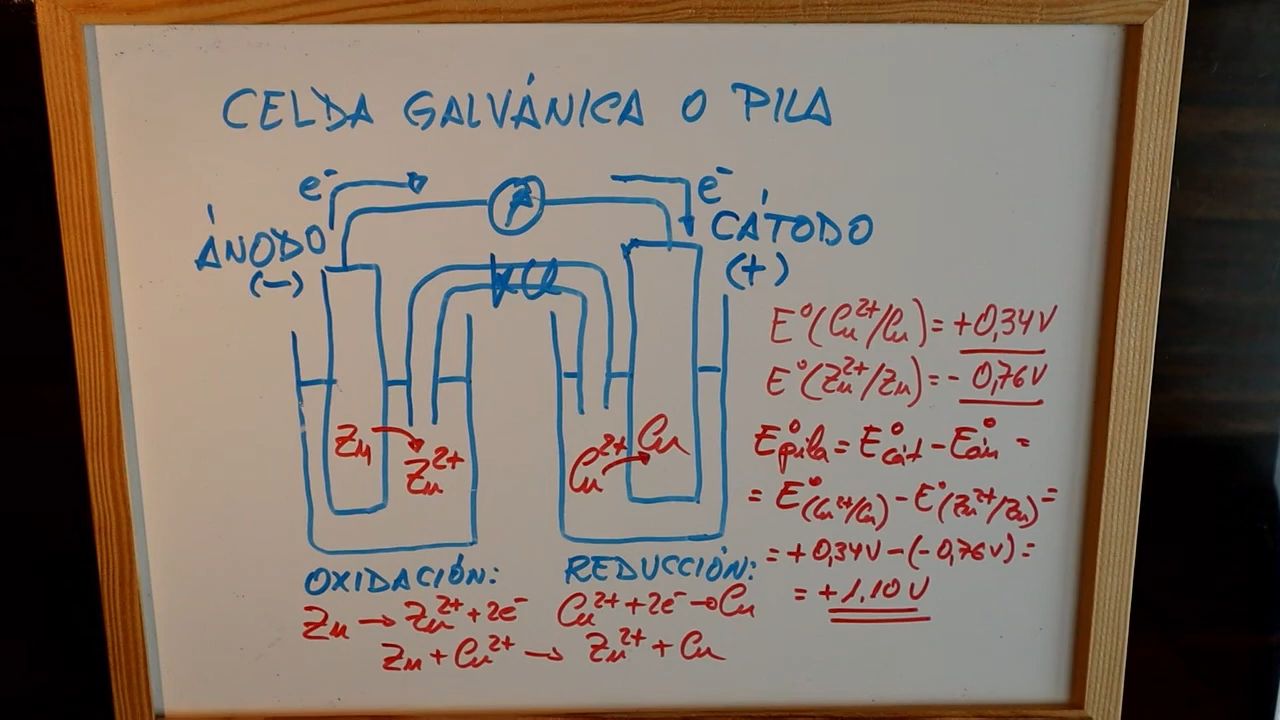 CELDA GALVÁNICA O PILA
e⁻
e⁻
A
ÁNODO
(-)
CÁTODO
(+)
KCl
Zn
Zn²⁺
Cu²⁺
Cu
E°(Cu²⁺/Cu) = +0,34V
E°(Zn²⁺/Zn) = - 0,76V
E°pila = E°cát - E°án =
= E°(Cu²⁺/Cu) - E°(Zn²⁺/Zn) =
= +0,34V - (-0,76V) =
= +1,10V
OXIDACIÓN:
Zn → Zn²⁺ + 2e⁻
REDUCCIÓN:
Cu²⁺ + 2e⁻ → Cu
Zn + Cu²⁺ → Zn²⁺ + Cu